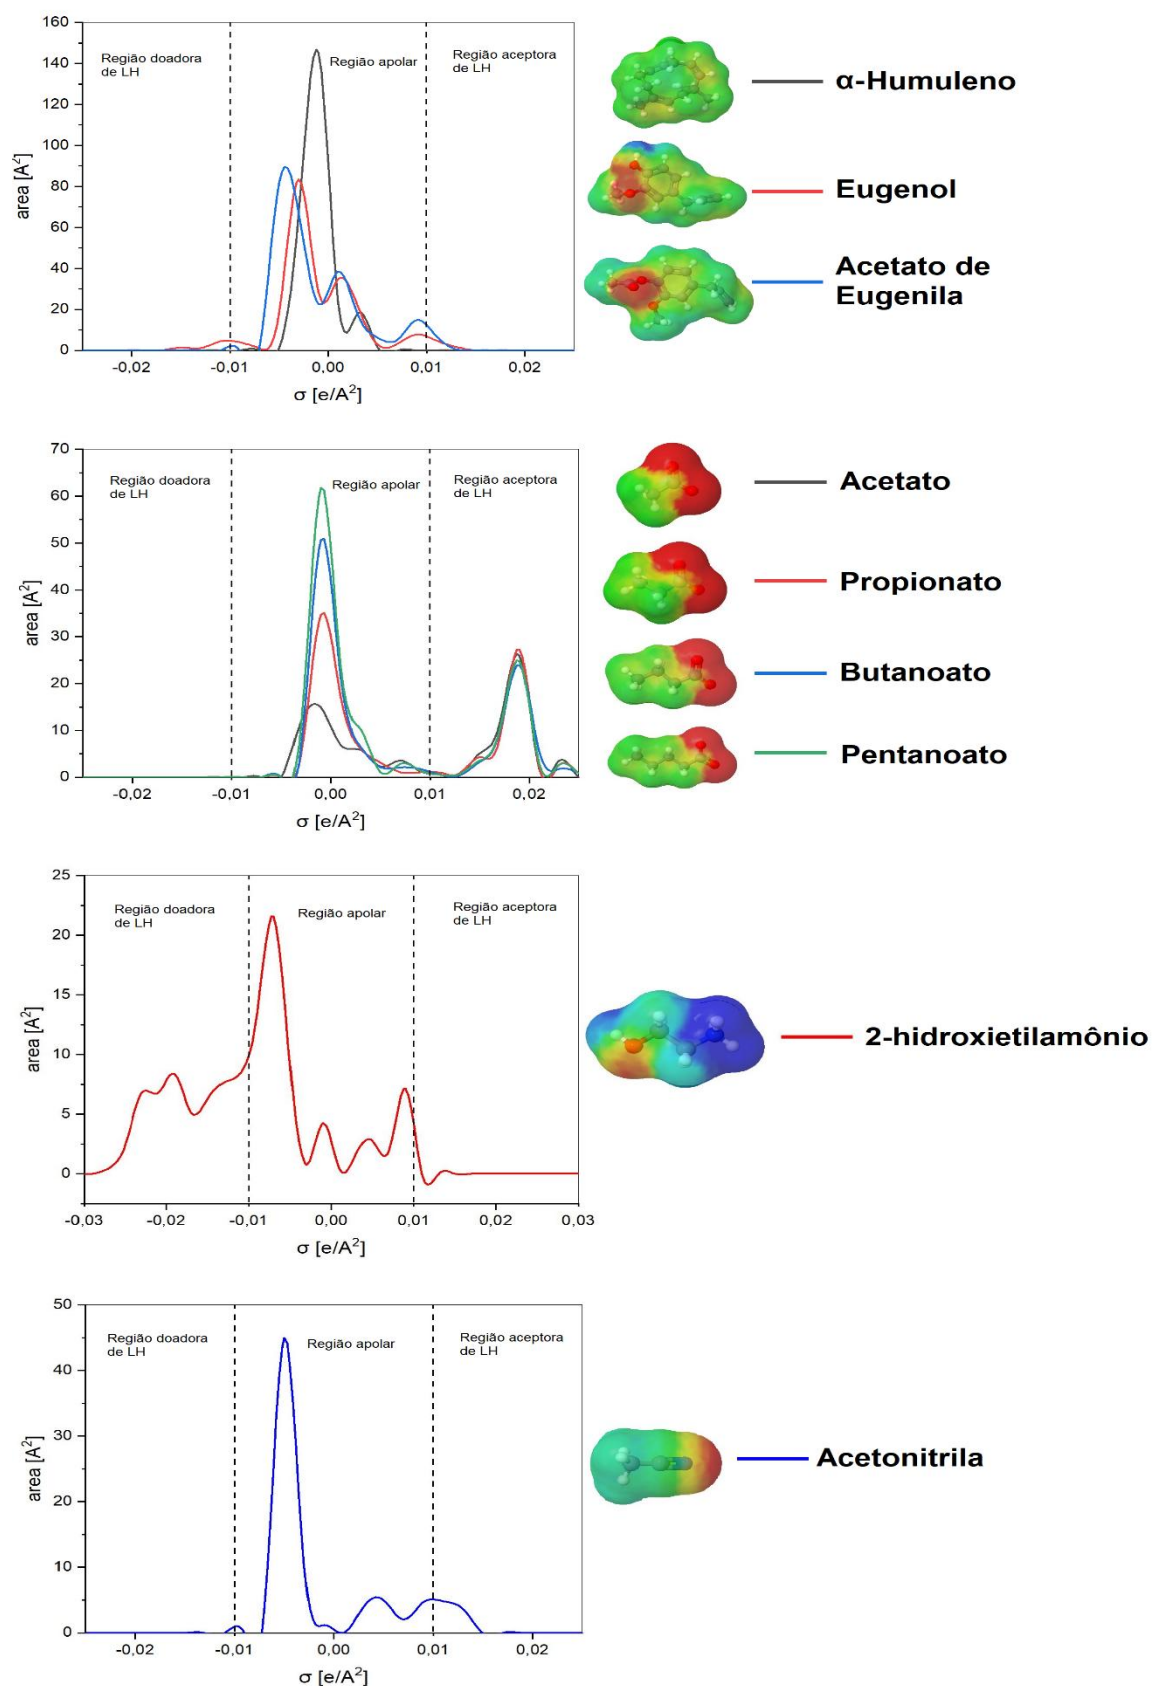 160
140
120
100
80
60
40
20
0
area [A²]
Região doadora
de LH
Região apolar
Região aceptora
de LH
-0,02
-0,01
0,00
0,01
0,02
σ [e/A²]
α-Humuleno
Eugenol
Acetato de
Eugenila
70
60
50
40
30
20
10
0
area [A²]
Região doadora
de LH
Região apolar
Região aceptora
de LH
-0,02
-0,01
0,00
0,01
0,02
σ [e/A²]
Acetato
Propionato
Butanoato
Pentanoato
25
20
15
10
5
0
area [A²]
Região doadora
de LH
Região apolar
Região aceptora
de LH
-0,03
-0,02
-0,01
0,00
0,01
0,02
0,03
σ [e/A²]
2-hidroxietilamônio
50
40
30
20
10
0
area [A²]
Região doadora
de LH
Região apolar
Região aceptora
de LH
-0,02
-0,01
0,00
0,01
0,02
σ [e/A²]
Acetonitrila